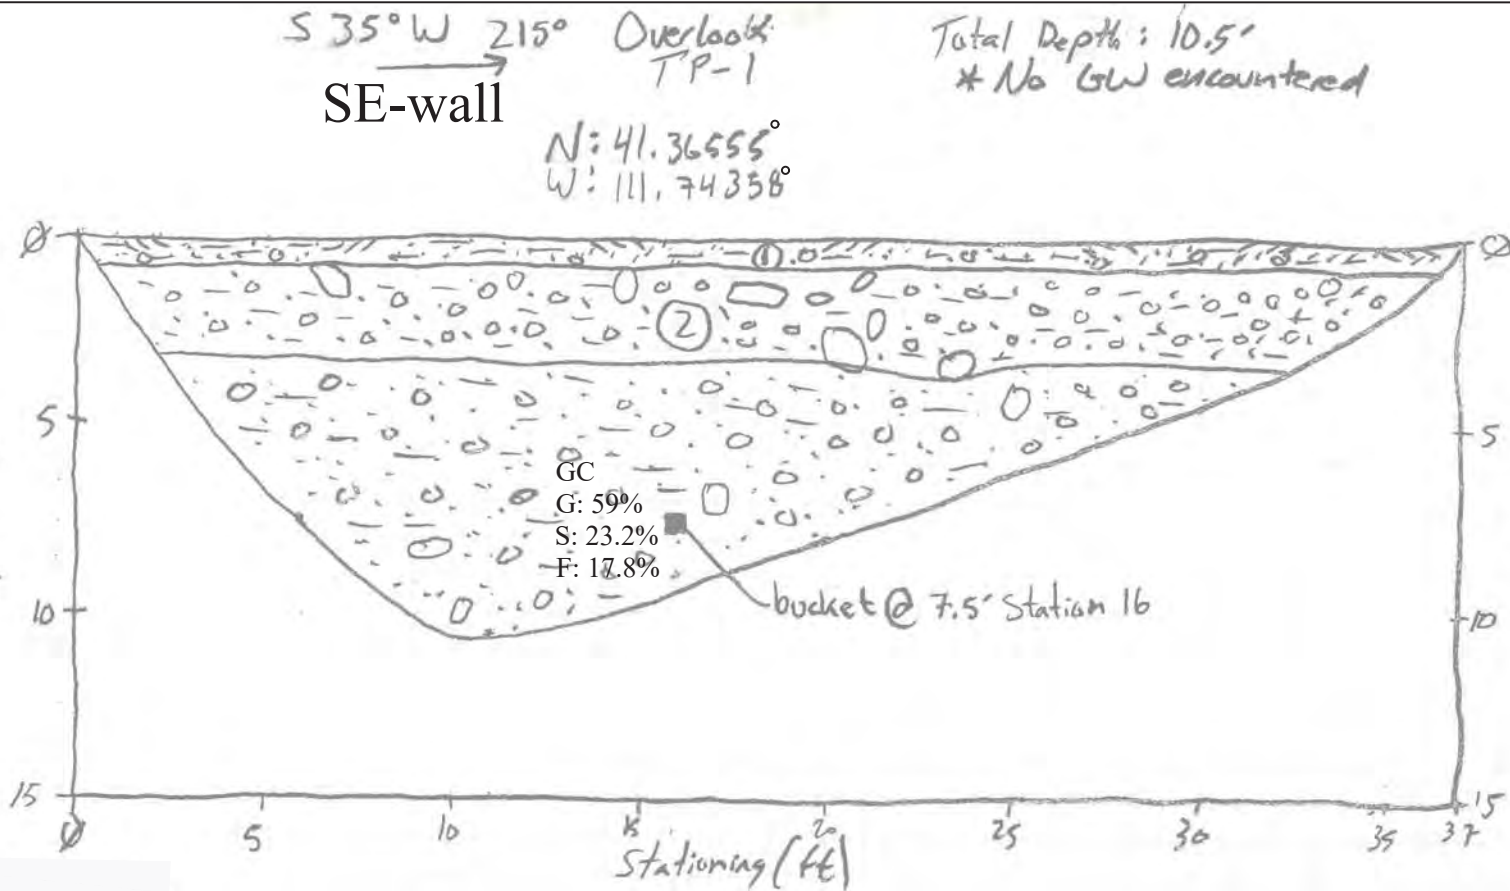 S 35° W 215° Overlook
TP-1
Total Depth: 10.5'
* No GW encountered
SE-wall
N: 41.36555°
W: 111.74358°
Ø
Ø
1
2
5
5
GC
G: 59%
S: 23.2%
F: 17.8%
bucket @ 7.5' Station 16
10
10
15
15
Ø 5 10 15 20 25 30 35 37
Stationing (ft)